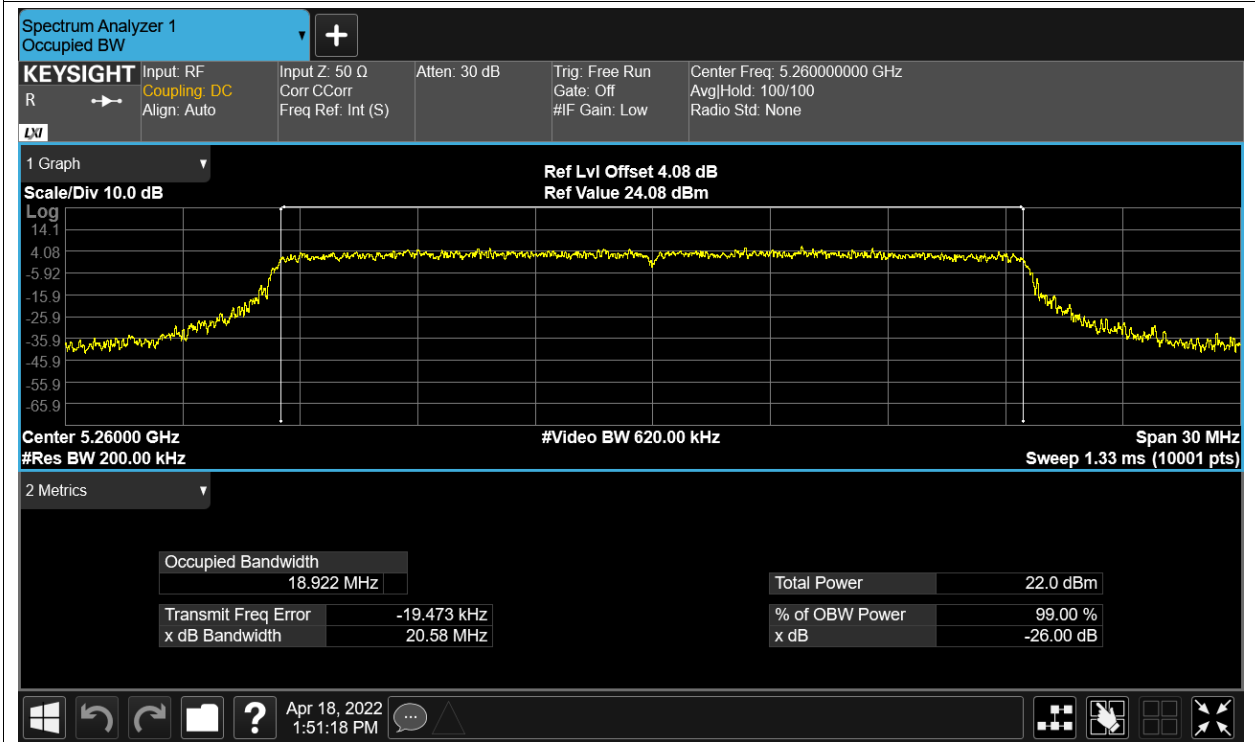 Spectrum Analyzer 1
Occupied BW
KEYSIGHT
R
LXI
Input: RF
Coupling: DC
Align: Auto
Input Z: 50 Ω
Corr CCorr
Freq Ref: Int (S)
Atten: 30 dB
Trig: Free Run
Gate: Off
#IF Gain: Low
Center Freq: 5.260000000 GHz
Avg|Hold: 100/100
Radio Std: None
1 Graph
Scale/Div 10.0 dB
Ref Lvl Offset 4.08 dB
Ref Value 24.08 dBm
Log
14.1
4.08
-5.92
-15.9
-25.9
-35.9
-45.9
-55.9
-65.9
Center 5.26000 GHz
#Video BW 620.00 kHz
Span 30 MHz
#Res BW 200.00 kHz
Sweep 1.33 ms (10001 pts)
2 Metrics
Occupied Bandwidth
18.922 MHz
Transmit Freq Error -19.473 kHz
x dB Bandwidth 20.58 MHz
Total Power 22.0 dBm
% of OBW Power 99.00 %
x dB -26.00 dB
?
Apr 18, 2022
1:51:18 PM